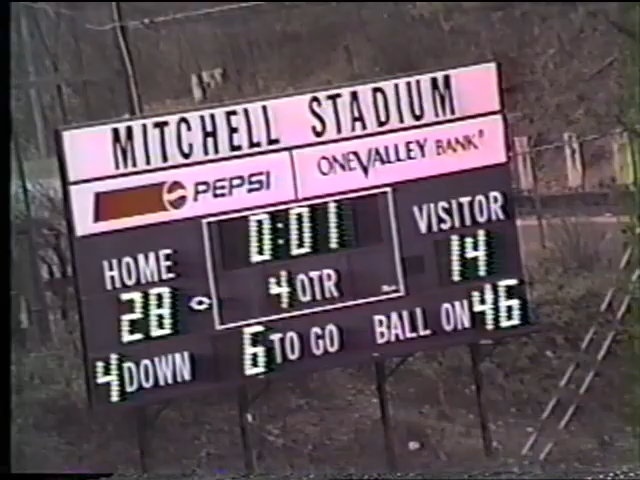 MITCHELL STADIUM
PEPSI ONEVALLEY BANK
0:01
HOME VISITOR
28 4 QTR 14
4 DOWN 6 TO GO BALL ON 46